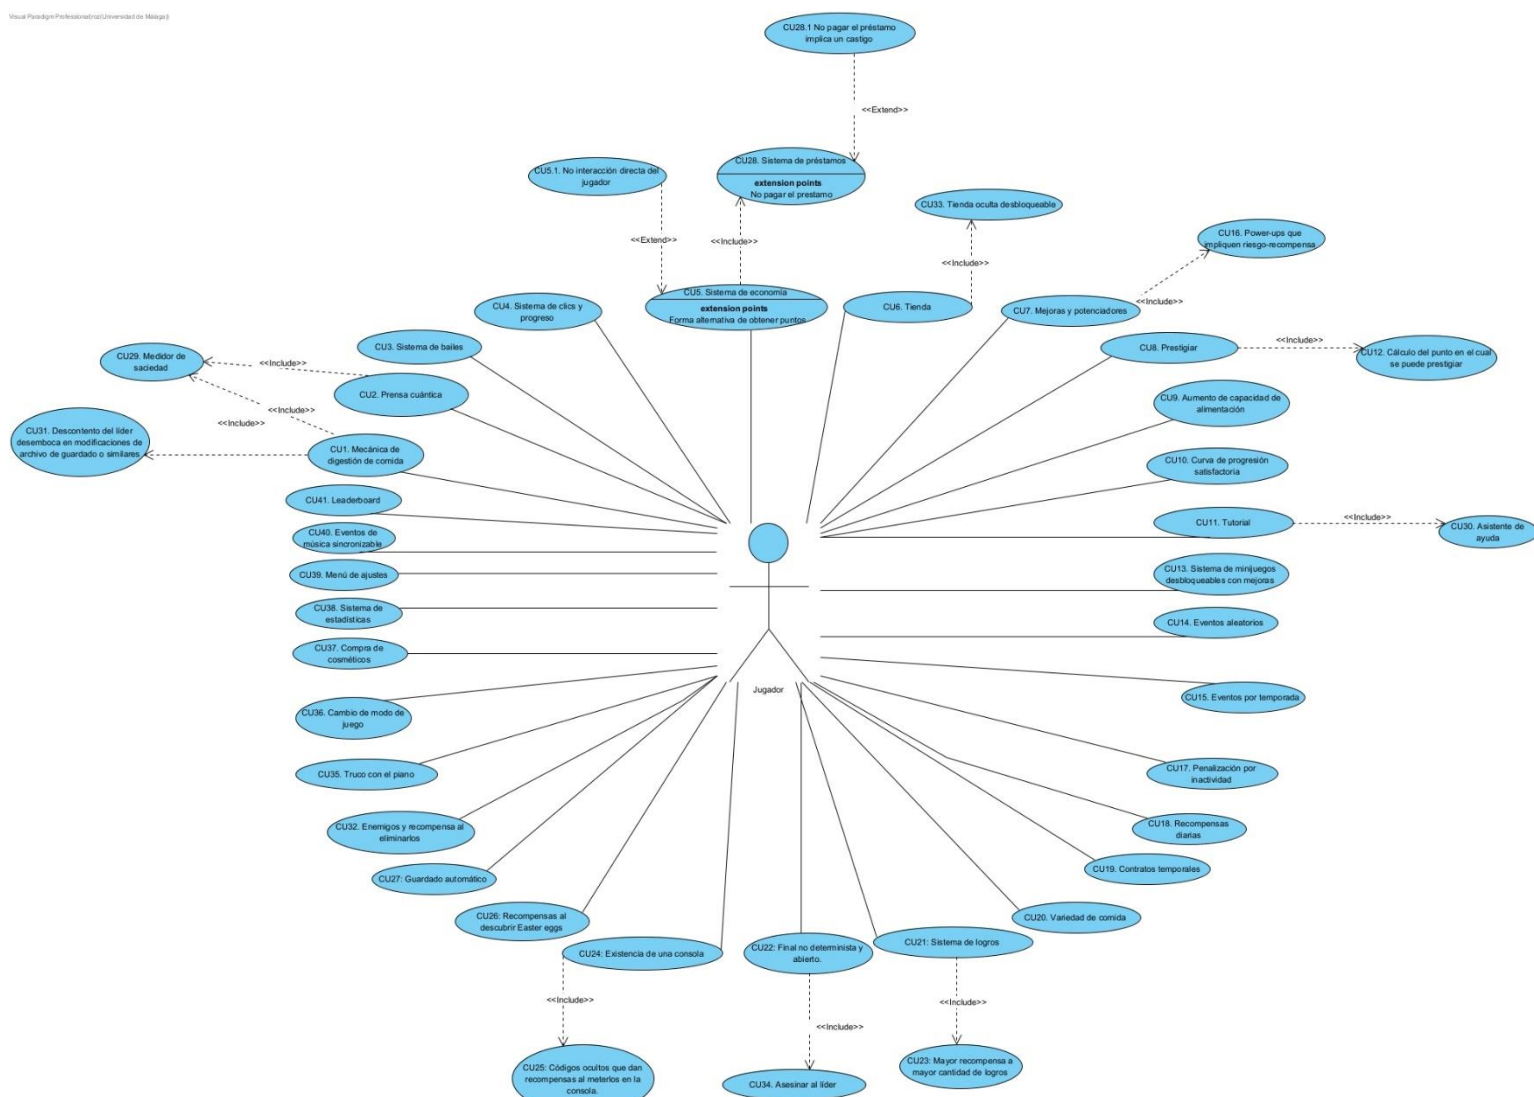 Visual Paradigm Professional(roz(Universidad de Málaga))
CU28.1 No pagar el préstamo
implica un castigo
<<Extend>>
CU28. Sistema de préstamos
extension points
No pagar el prestamo
CU5.1. No interacción directa del
jugador
<<Extend>>
<<Include>>
CU5. Sistema de economía
extension points
Forma alternativa de obtener puntos
CU33. Tienda oculta desbloqueable
<<Include>>
CU6. Tienda
CU16. Power-ups que
impliquen riesgo-recompensa
<<Include>>
CU7. Mejoras y potenciadores
CU4. Sistema de clics y
progreso
CU3. Sistema de bailes
CU8. Prestigiar
<<Include>>
CU12. Cálculo del punto en el cual
se puede prestigiar
CU29. Medidor de
saciedad
<<Include>>
CU2. Prensa cuántica
<<Include>>
CU9. Aumento de capacidad de
alimentación
<<Include>>
CU31. Descontento del líder
desemboca en modificaciones de
archivo de guardado o similares
CU1. Mecánica de
digestión de comida
CU10. Curva de progresión
satisfactoria
CU41. Leaderboard
CU11. Tutorial
<<Include>>
CU30. Asistente de
ayuda
CU40. Eventos de
música sincronizable
CU39. Menú de ajustes
CU13. Sistema de minijuegos
desbloqueables con mejoras
CU38. Sistema de
estadísticas
CU14. Eventos aleatorios
CU37. Compra de
cosméticos
Jugador
CU15. Eventos por temporada
CU36. Cambio de modo de
juego
CU35. Truco con el piano
CU17. Penalización por
inactividad
CU32. Enemigos y recompensa al
eliminarlos
CU18. Recompensas
diarias
CU27: Guardado automático
CU19. Contratos temporales
CU26: Recompensas al
descubrir Easter eggs
CU20. Variedad de comida
CU24: Existencia de una consola
CU22: Final no determinista y
abierto.
CU21: Sistema de logros
<<Include>>
<<Include>>
<<Include>>
CU25: Códigos ocultos que dan
recompensas al meterlos en la
consola.
CU34. Asesinar al líder
CU23: Mayor recompensa a
mayor cantidad de logros